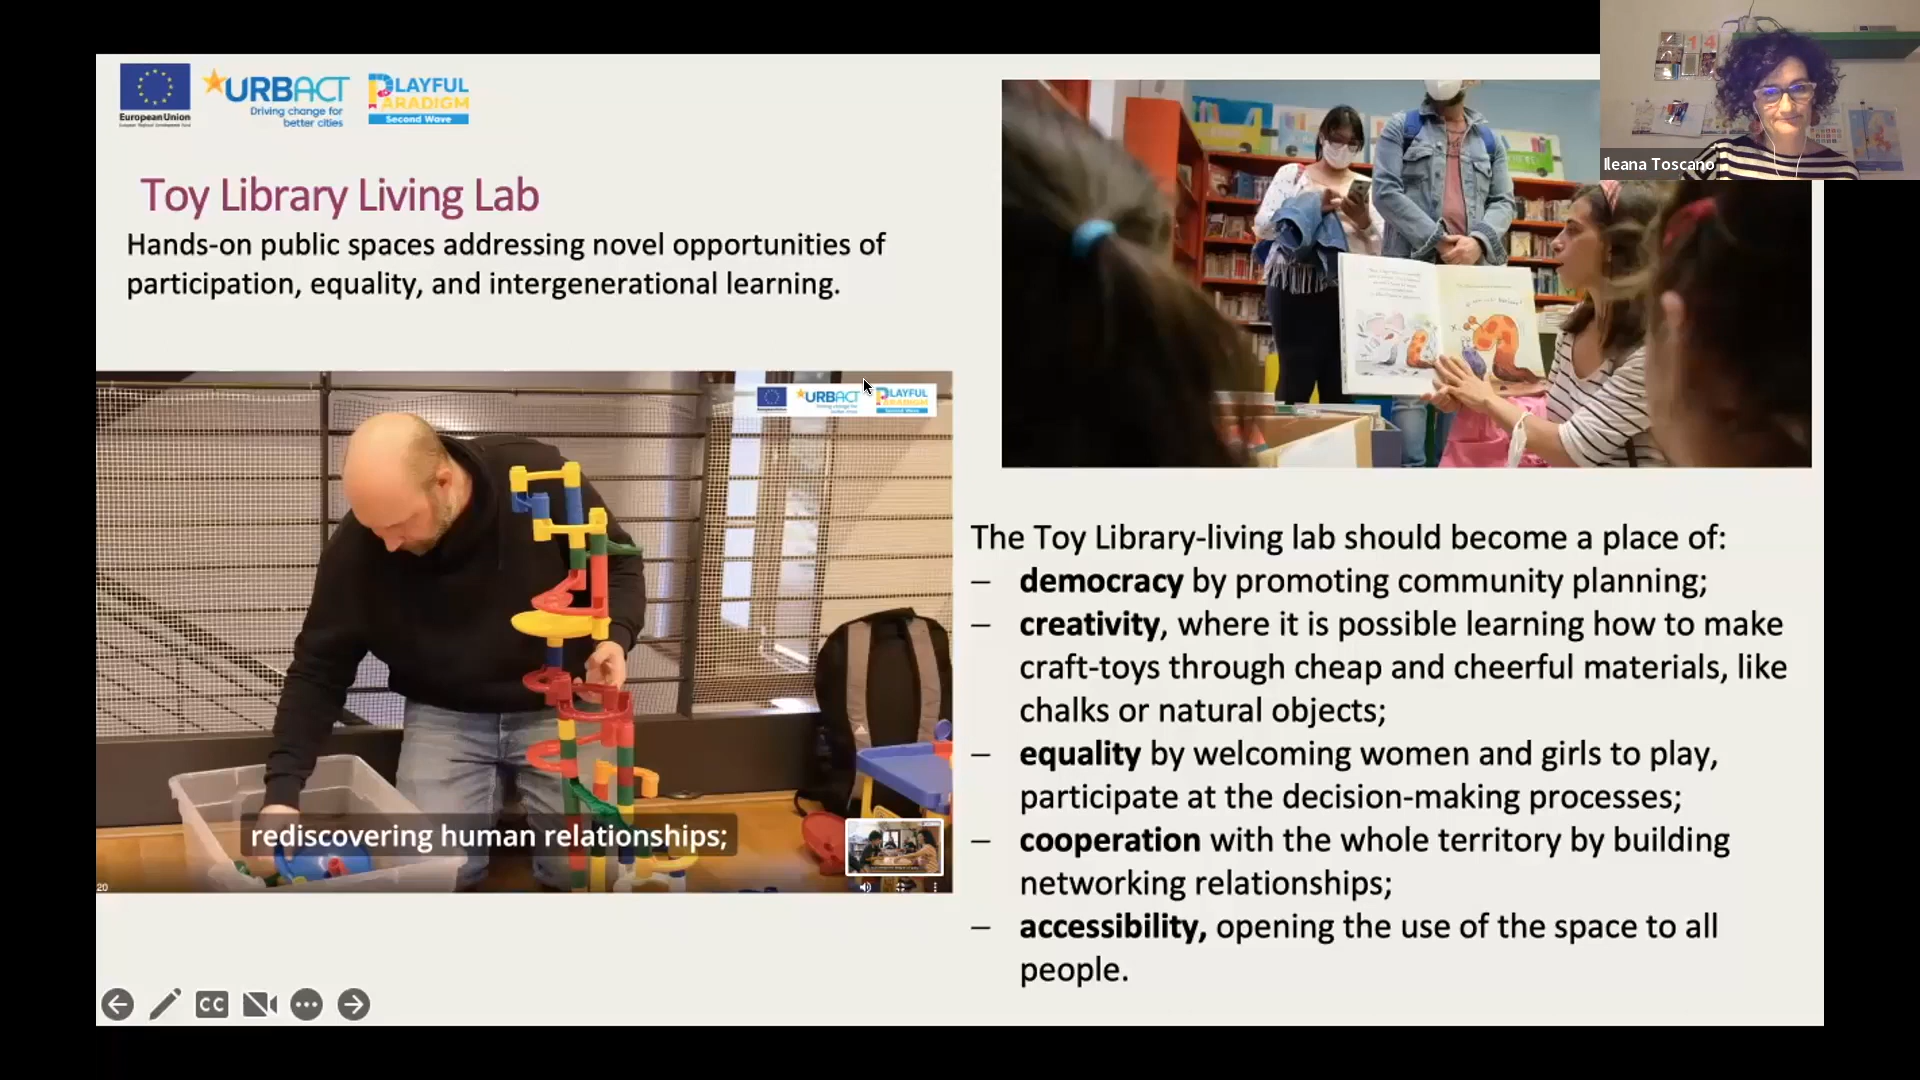 European Union
URBACT
Driving change for
better cities
PLAYFUL
PARADIGM
Second Wave
Toy Library Living Lab
Hands-on public spaces addressing novel opportunities of
participation, equality, and intergenerational learning.
URBACT
PLAYFUL
PARADIGM
Second Wave
rediscovering human relationships;
20
14
Ileana Toscano
The Toy Library-living lab should become a place of:
– democracy by promoting community planning;
– creativity, where it is possible learning how to make
craft-toys through cheap and cheerful materials, like
chalks or natural objects;
– equality by welcoming women and girls to play,
participate at the decision-making processes;
– cooperation with the whole territory by building
networking relationships;
– accessibility, opening the use of the space to all
people.
CC